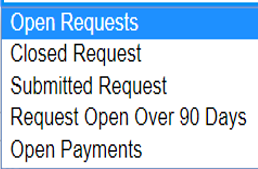 Open Requests
Closed Request
Submitted Request
Request Open Over 90 Days
Open Payments